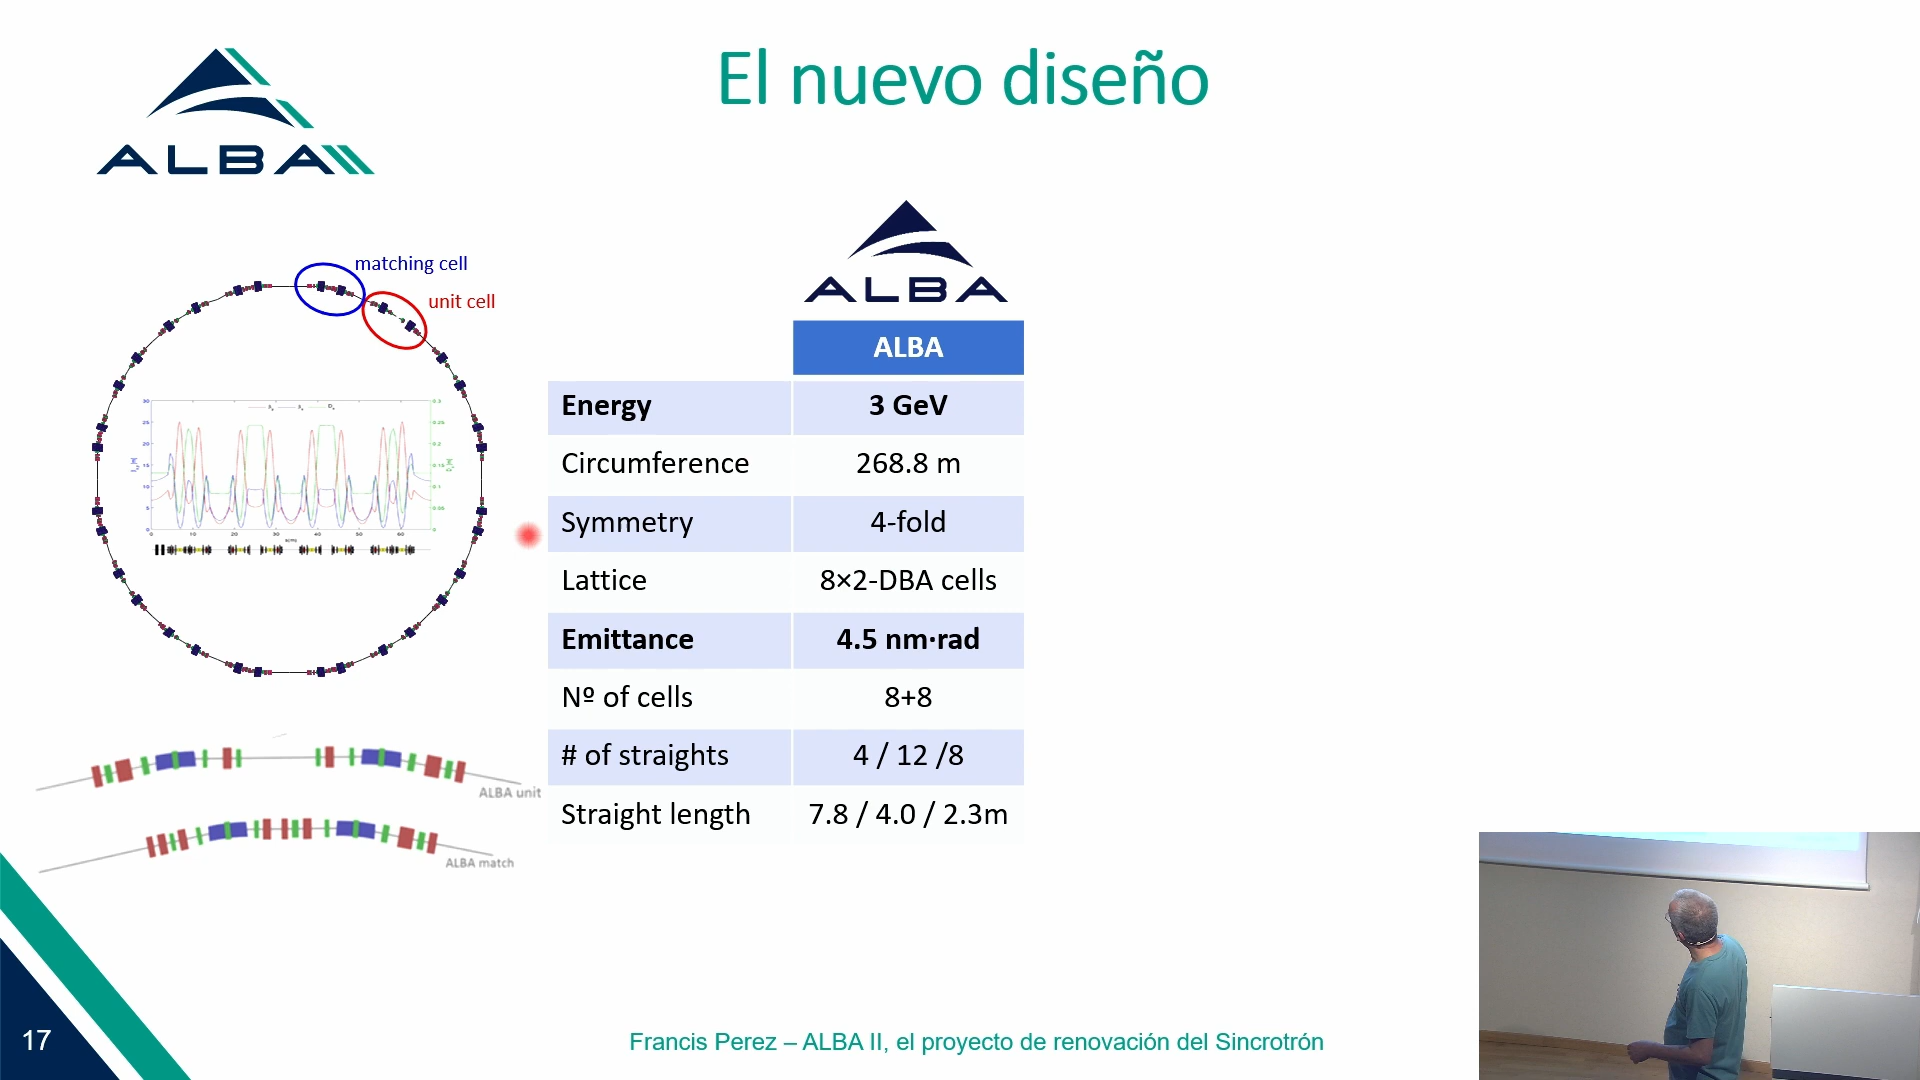 El nuevo diseño
ALBA
matching cell
unit cell
ALBA
ALBA
Energy 3 GeV
Circumference 268.8 m
Symmetry 4-fold
Lattice 8×2-DBA cells
Emittance 4.5 nm·rad
Nº of cells 8+8
# of straights 4 / 12 /8
Straight length 7.8 / 4.0 / 2.3m
ALBA unit
ALBA match
17
Francis Perez – ALBA II, el proyecto de renovación del Sincrotrón